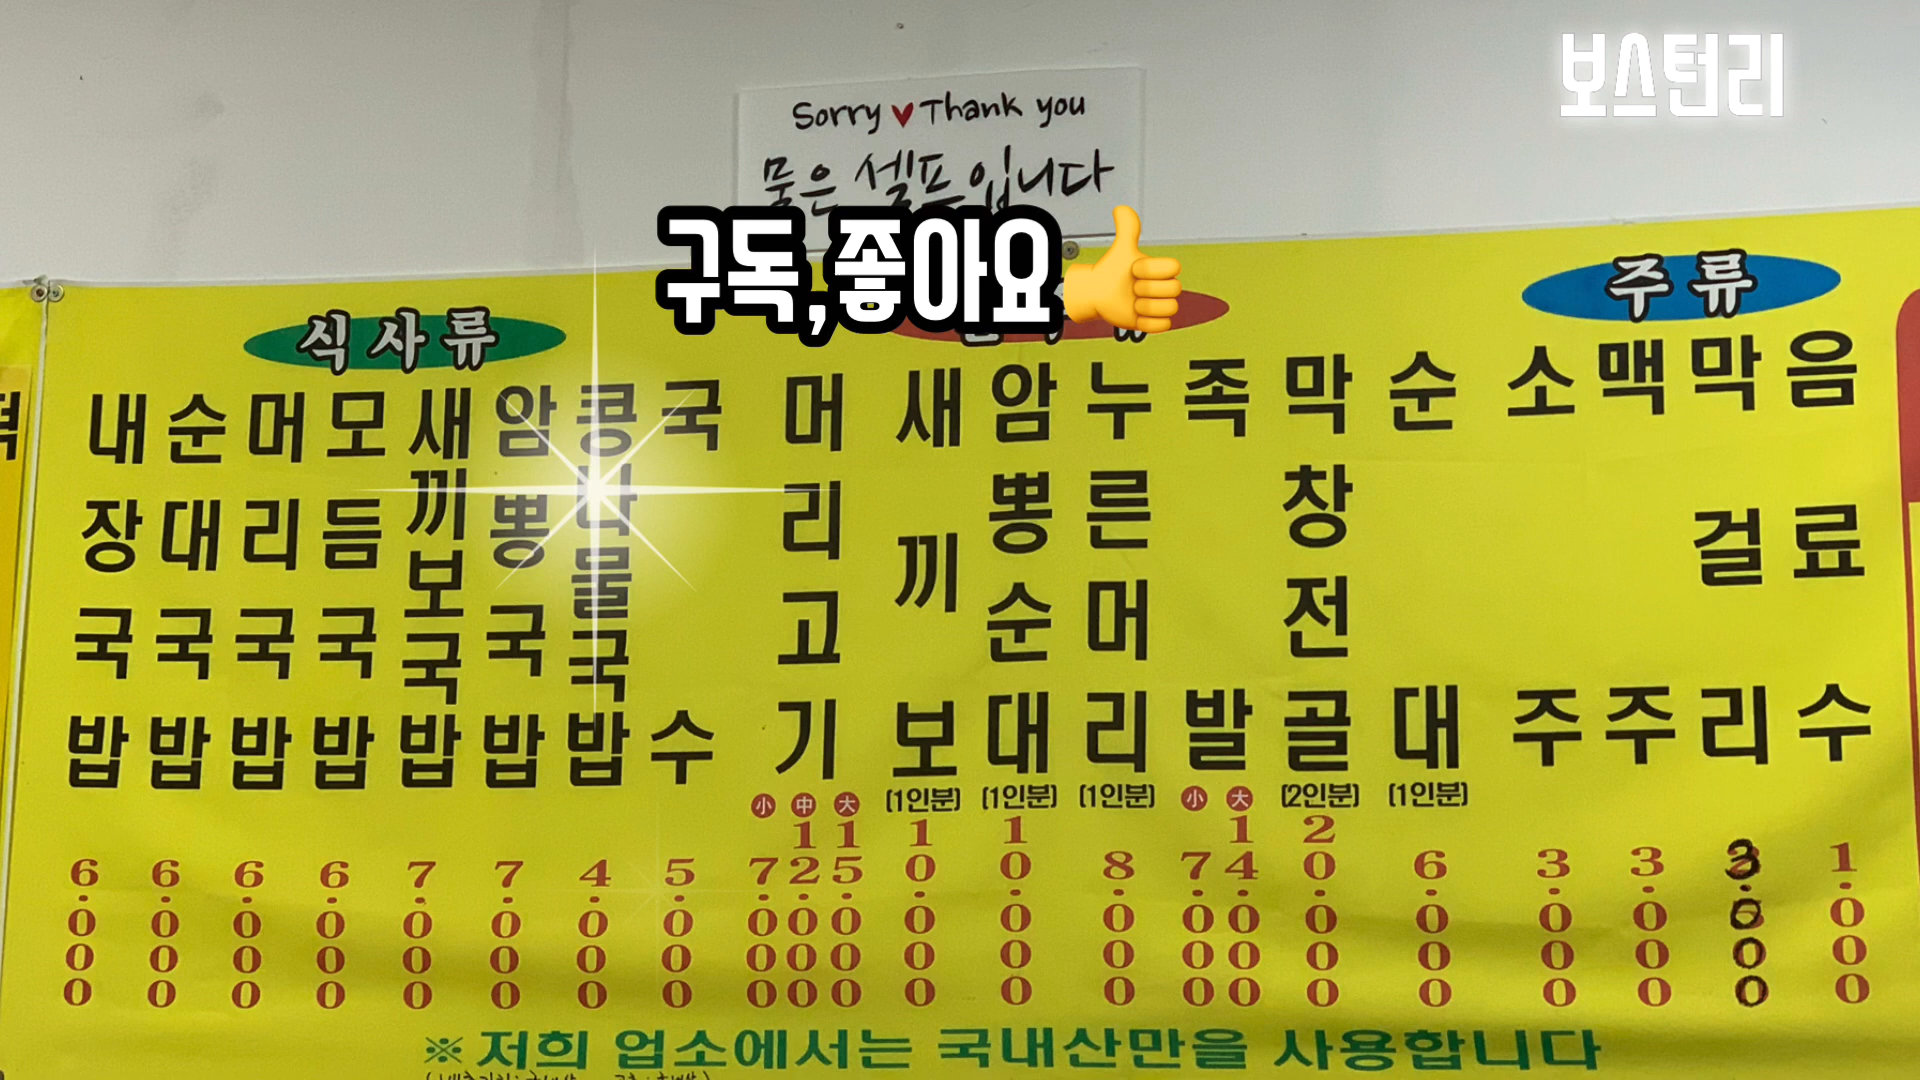 보스턴리
Sorry ♥ Thank you
물은 셀프입니다
구독,좋아요👍
식사류
내장국밥 6.000
순대국밥 6.000
머리국밥 6.000
모듬국밥 6.000
새끼보국밥 7.000
암뽕국밥 7.000
콩나물국밥 4.000
국수 5.000
머리고기 小 7.000 中 12.000 大 15.000
새끼보 (1인분) 10.000
암뽕순대 (1인분) 10.000
누른머리 (1인분) 8.000
족발 小 7.000 大 14.000
막창전골 (2인분) 20.000
순대 (1인분) 6.000
주류
소주 3.000
맥주 3.000
막걸리 3.000
음료수 1.000
※ 저희 업소에서는 국내산만을 사용합니다